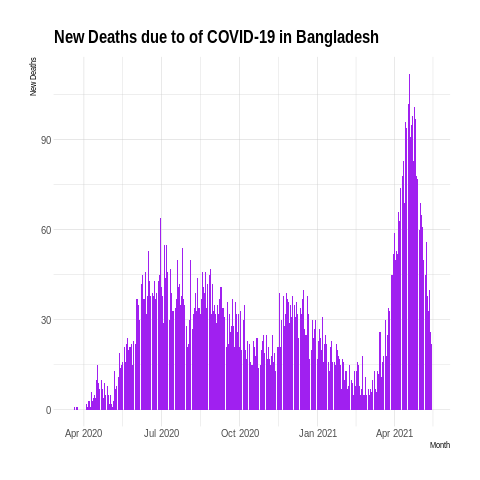 New Deaths due to of COVID-19 in Bangladesh
New Deaths
90
60
30
0
Apr 2020 Jul 2020 Oct 2020 Jan 2021 Apr 2021
Month